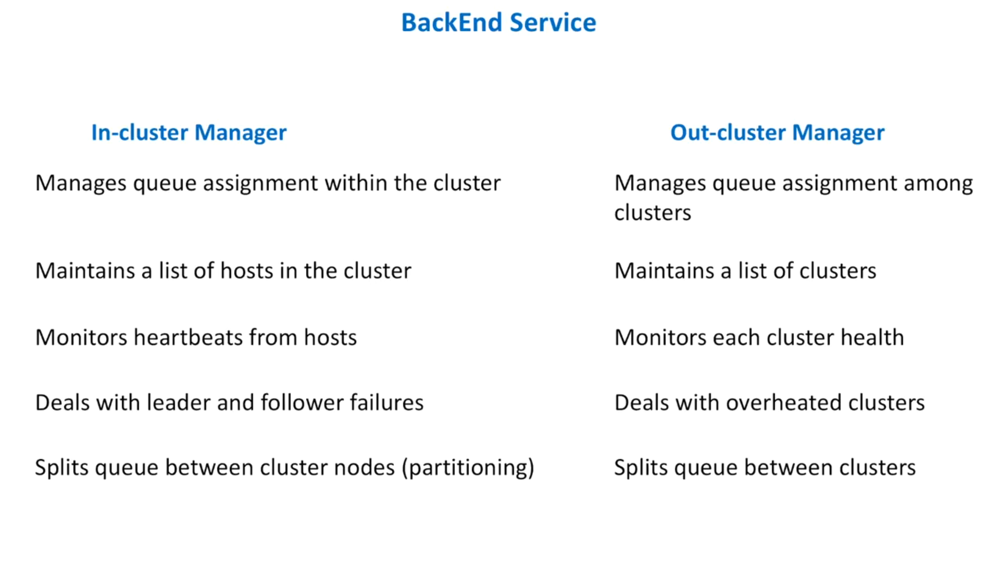 BackEnd Service
In-cluster Manager
Manages queue assignment within the cluster
Maintains a list of hosts in the cluster
Monitors heartbeats from hosts
Deals with leader and follower failures
Splits queue between cluster nodes (partitioning)
Out-cluster Manager
Manages queue assignment among
clusters
Maintains a list of clusters
Monitors each cluster health
Deals with overheated clusters
Splits queue between clusters